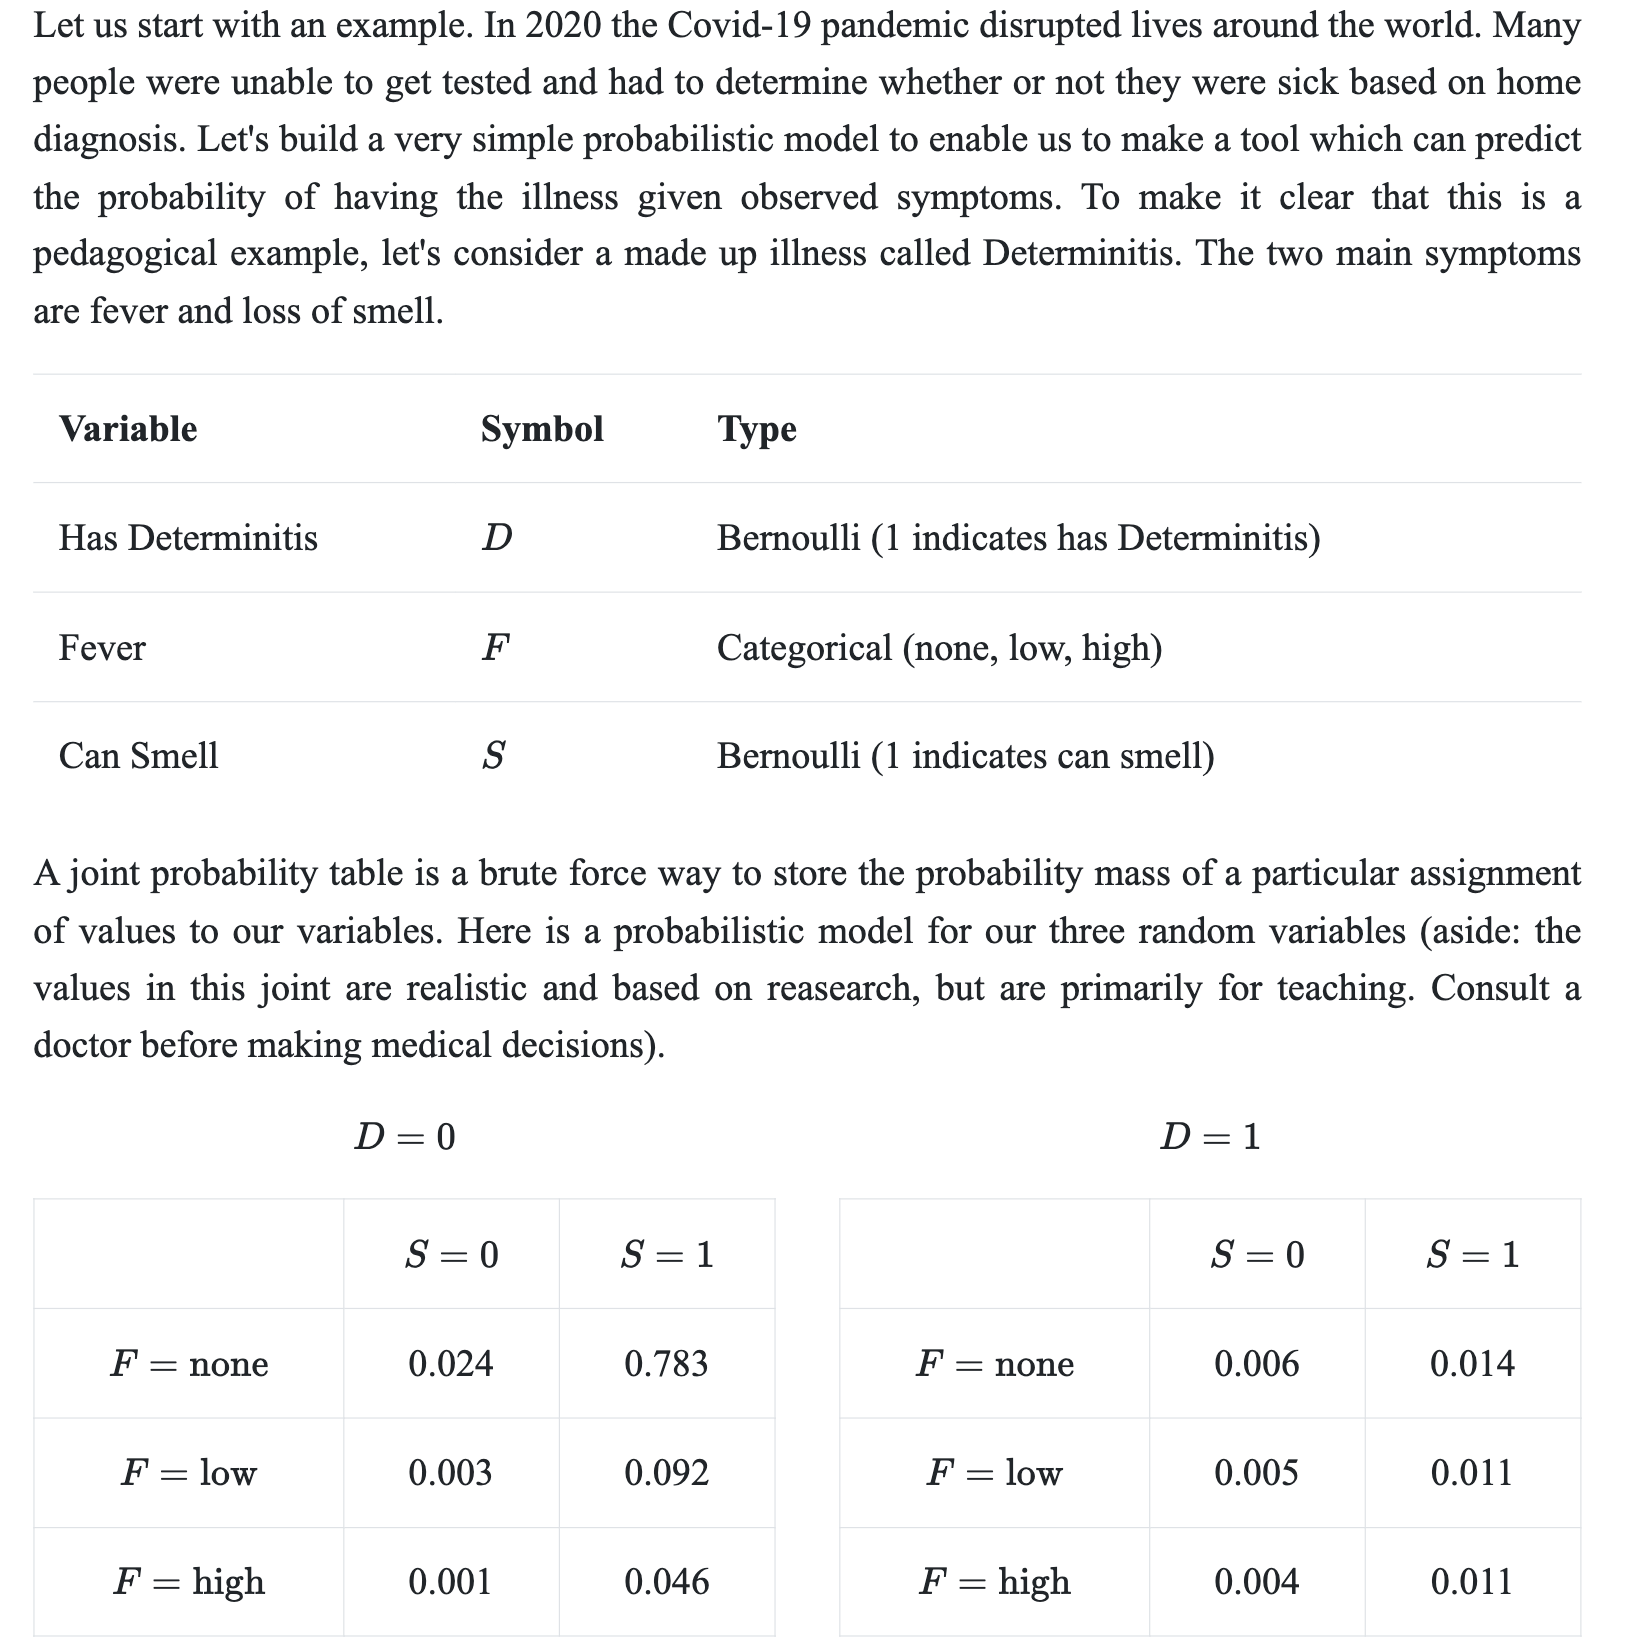 Let us start with an example. In 2020 the Covid-19 pandemic disrupted lives around the world. Many
people were unable to get tested and had to determine whether or not they were sick based on home
diagnosis. Let's build a very simple probabilistic model to enable us to make a tool which can predict
the probability of having the illness given observed symptoms. To make it clear that this is a
pedagogical example, let's consider a made up illness called Determinitis. The two main symptoms
are fever and loss of smell.
Variable Symbol Type
Has Determinitis D Bernoulli (1 indicates has Determinitis)
Fever F Categorical (none, low, high)
Can Smell S Bernoulli (1 indicates can smell)
A joint probability table is a brute force way to store the probability mass of a particular assignment
of values to our variables. Here is a probabilistic model for our three random variables (aside: the
values in this joint are realistic and based on reasearch, but are primarily for teaching. Consult a
doctor before making medical decisions).
D = 0 D = 1
S = 0 S = 1 S = 0 S = 1
F = none 0.024 0.783 F = none 0.006 0.014
F = low 0.003 0.092 F = low 0.005 0.011
F = high 0.001 0.046 F = high 0.004 0.011